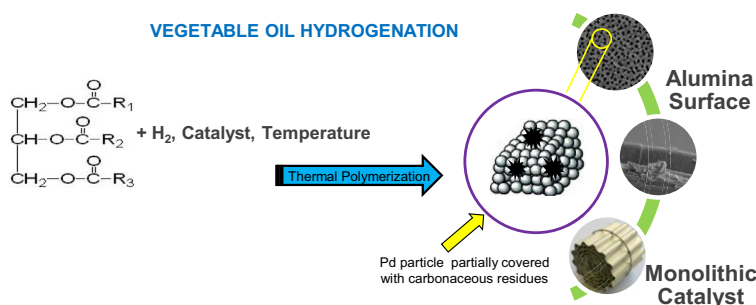 VEGETABLE OIL HYDROGENATION
O
CH₂—O—C—R₁
O
CH—O—C—R₂
O
CH₂—O—C—R₃
+ H₂, Catalyst, Temperature
Thermal Polymerization
Pd particle partially covered
with carbonaceous residues
Alumina
Surface
Monolithic
Catalyst